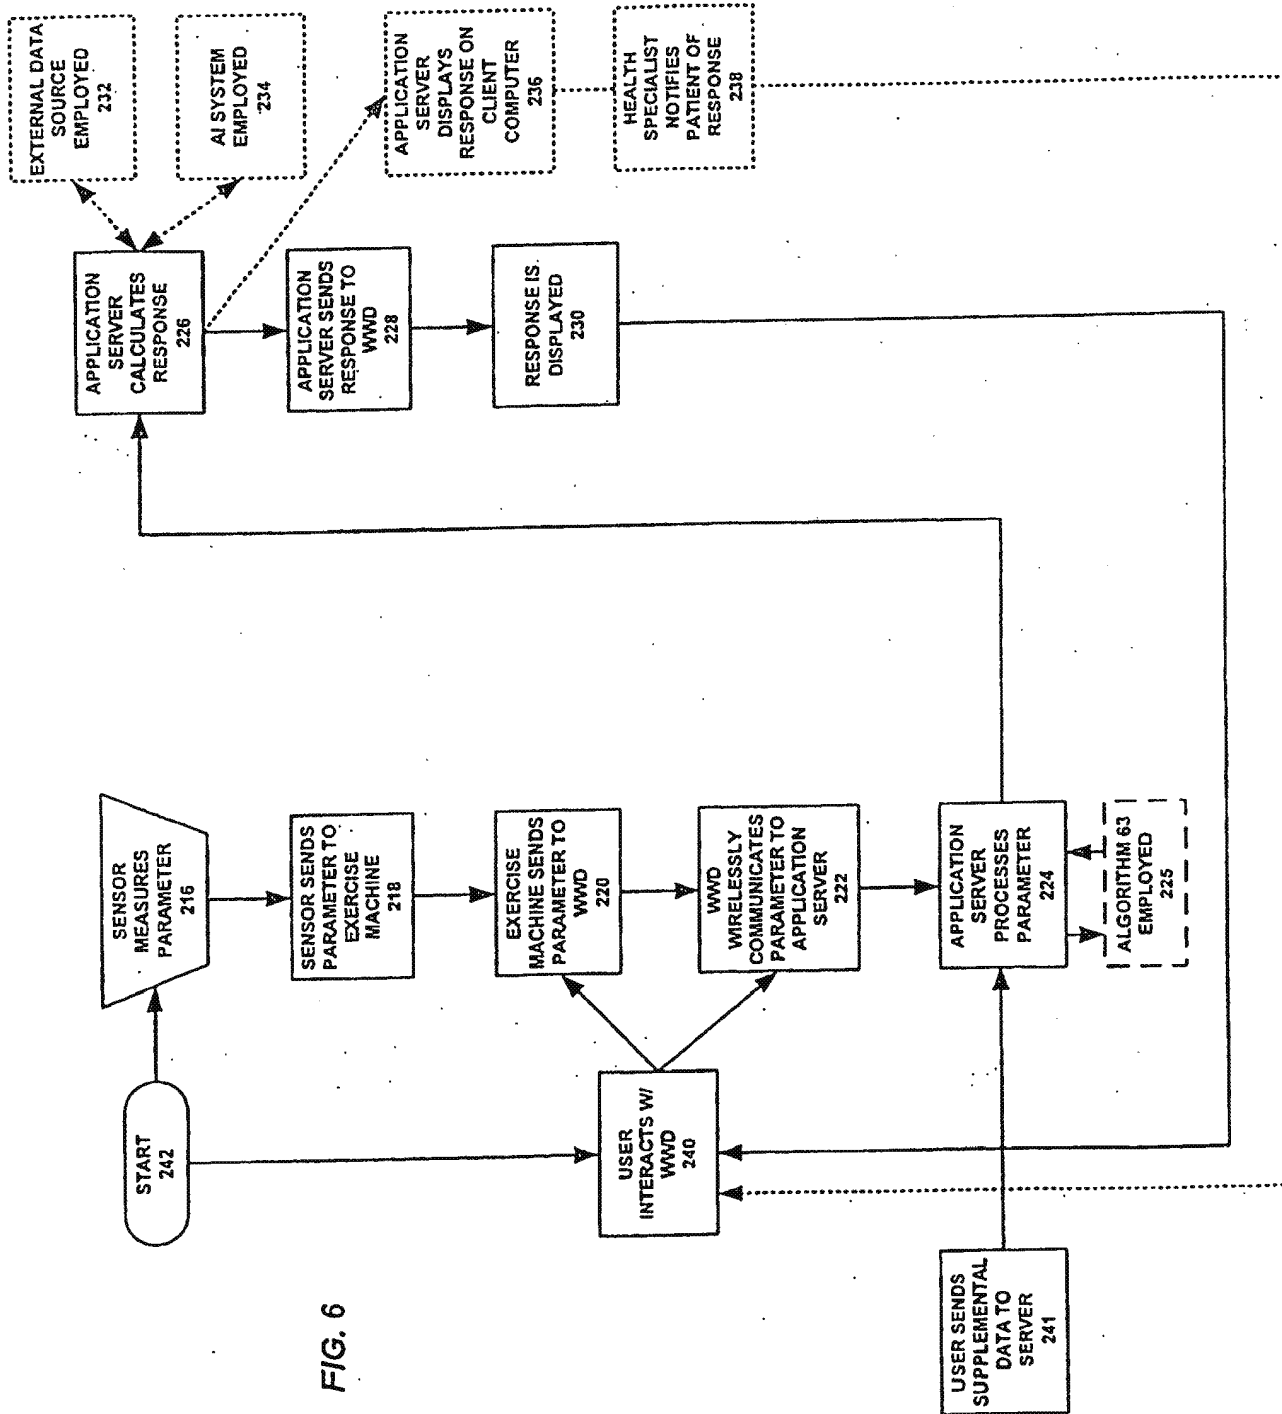 START
242
SENSOR
MEASURES
PARAMETER
216
SENSOR SENDS
PARAMETER TO
EXERCISE
MACHINE
218
EXERCISE
MACHINE SENDS
PARAMETER TO
WWD
220
WWD
WIRELESSLY
COMMUNICATES
PARAMETER TO
APPLICATION
SERVER
222
APPLICATION
SERVER
PROCESSES
PARAMETER
224
ALGORITHM 63
EMPLOYED
225
USER
INTERACTS W/
WWD
240
USER SENDS
SUPPLEMENTAL
DATA TO
SERVER
241
APPLICATION
SERVER
CALCULATES
RESPONSE
226
APPLICATION
SERVER SENDS
RESPONSE TO
WWD
228
RESPONSE IS
DISPLAYED
230
EXTERNAL DATA
SOURCE
EMPLOYED
232
AI SYSTEM
EMPLOYED
234
APPLICATION
SERVER
DISPLAYS
RESPONSE ON
CLIENT
COMPUTER
236
HEALTH
SPECIALIST
NOTIFIES
PATIENT OF
RESPONSE
238
FIG. 6